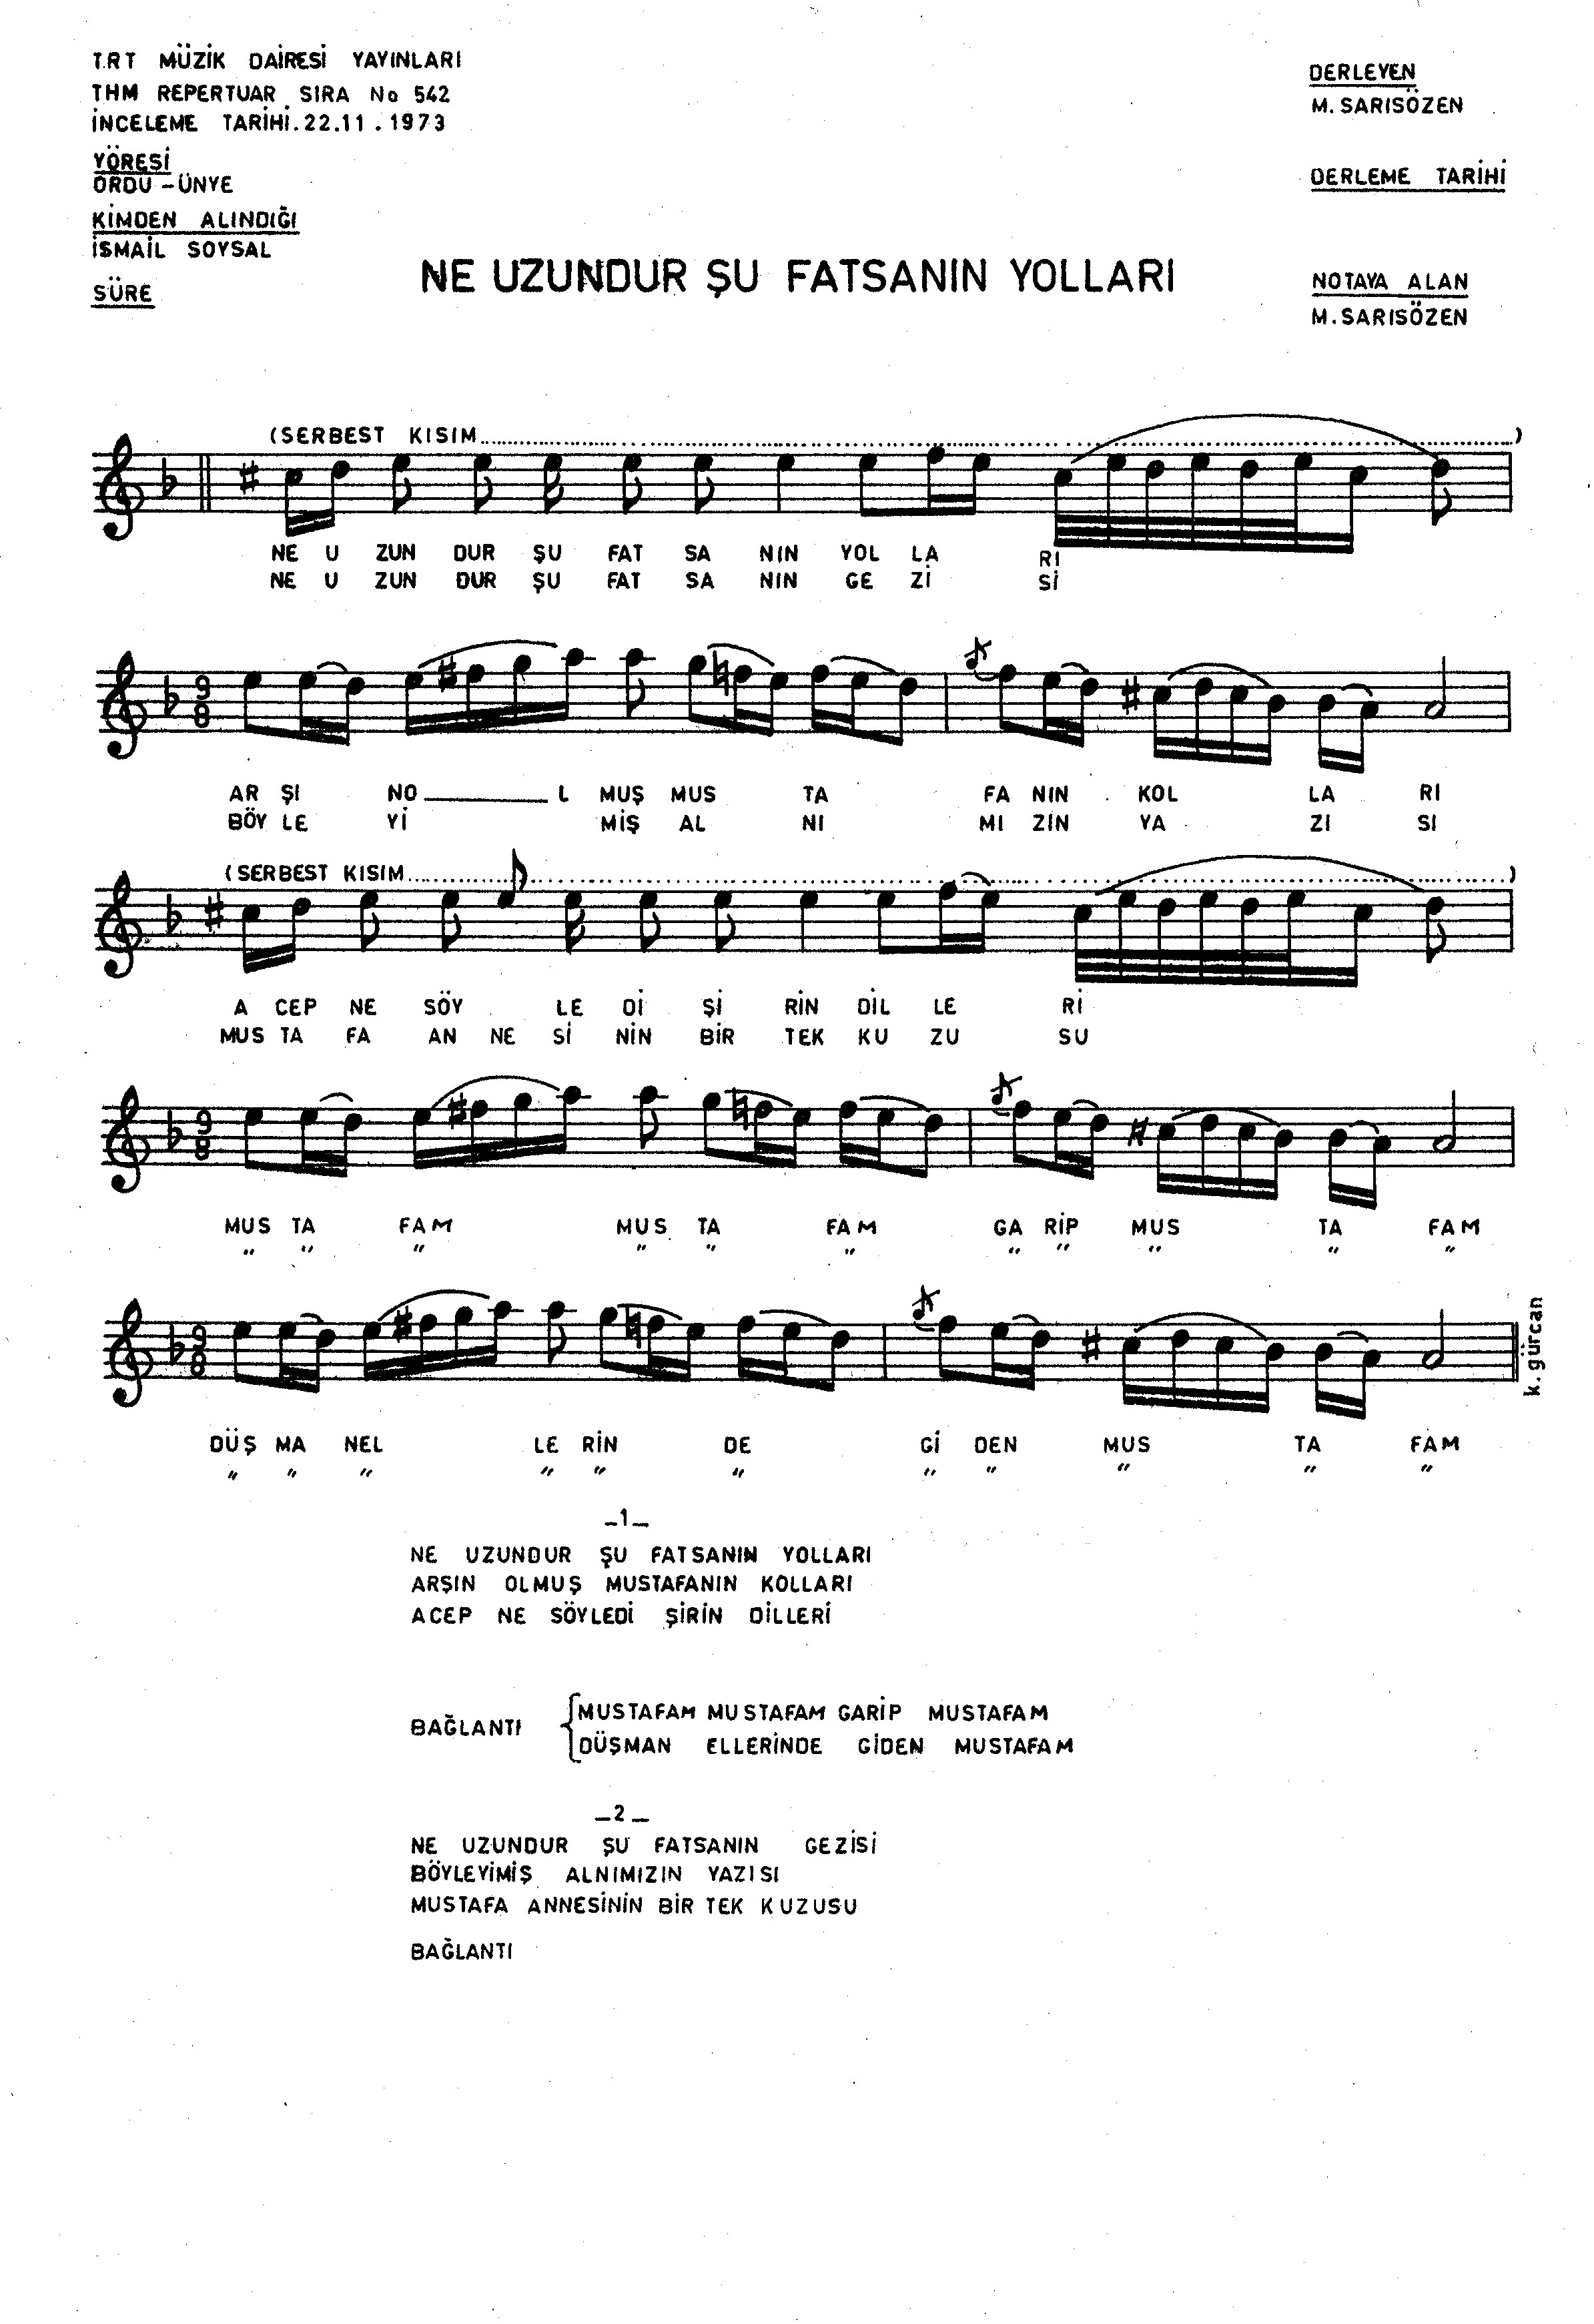 T.R T MÜZİK DAİRESİ YAYINLARI
THM REPERTUAR SIRA No 542
İNCELEME TARİHİ.22.11.1973
YÖRESİ
ORDU-ÜNYE
KİMDEN ALINDIĞI
İSMAİL SOYSAL
SÜRE
DERLEYEN
M. SARISÖZEN
DERLEME TARİHİ
NOTAYA ALAN
M. SARISÖZEN
NE UZUNDUR ŞU FATSANIN YOLLARI
(SERBEST KISIM................)
NE U ZUN DUR ŞU FAT SA NIN YOL LA RI
NE U ZUN DUR ŞU FAT SA NIN GE Zİ Sİ
9 8
AR ŞI NO______L MUŞ MUS TA FA NIN KOL LA RI
BÖY LE Yİ MİŞ AL NI MI ZIN YA ZI SI
(SERBEST KISIM................)
A CEP NE SÖY LE Dİ Şİ RİN DİL LE Rİ
MUS TA FA AN NE Sİ NİN BİR TEK KU ZU SU
9 8
MUS TA FAM MUS TA FAM GA RİP MUS TA FAM
" " " " " " " " " " "
9 8
DÜŞ MA NEL LE RİN DE Gİ DEN MUS TA FAM
" " " " " " " " " " "
k. gürcan
_1_
NE UZUNDUR ŞU FATSANIN YOLLARI
ARŞIN OLMUŞ MUSTAFANIN KOLLARI
ACEP NE SÖYLEDİ ŞİRİN DİLLERİ
BAĞLANTI {MUSTAFAM MUSTAFAM GARİP MUSTAFAM
DÜŞMAN ELLERİNDE GİDEN MUSTAFAM
_2_
NE UZUNDUR ŞU FATSANIN GEZİSİ
BÖYLEYİMİŞ ALNIMIZIN YAZISI
MUSTAFA ANNESİNİN BİR TEK KUZUSU
BAĞLANTI